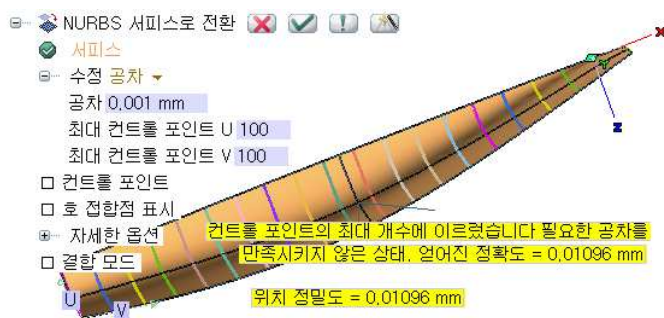 NURBS 서피스로 전환
서피스
수정 공차
공차 0,001 mm
최대 컨트롤 포인트 U 100
최대 컨트롤 포인트 V 100
컨트롤 포인트
호 접합점 표시
자세한 옵션
결합 모드
컨트롤 포인트의 최대 개수에 이르렀습니다 필요한 공차를
만족시키지 않은 상태, 얻어진 정확도 = 0,01096 mm
위치 정밀도 = 0,01096 mm
U
V
X
Y
Z